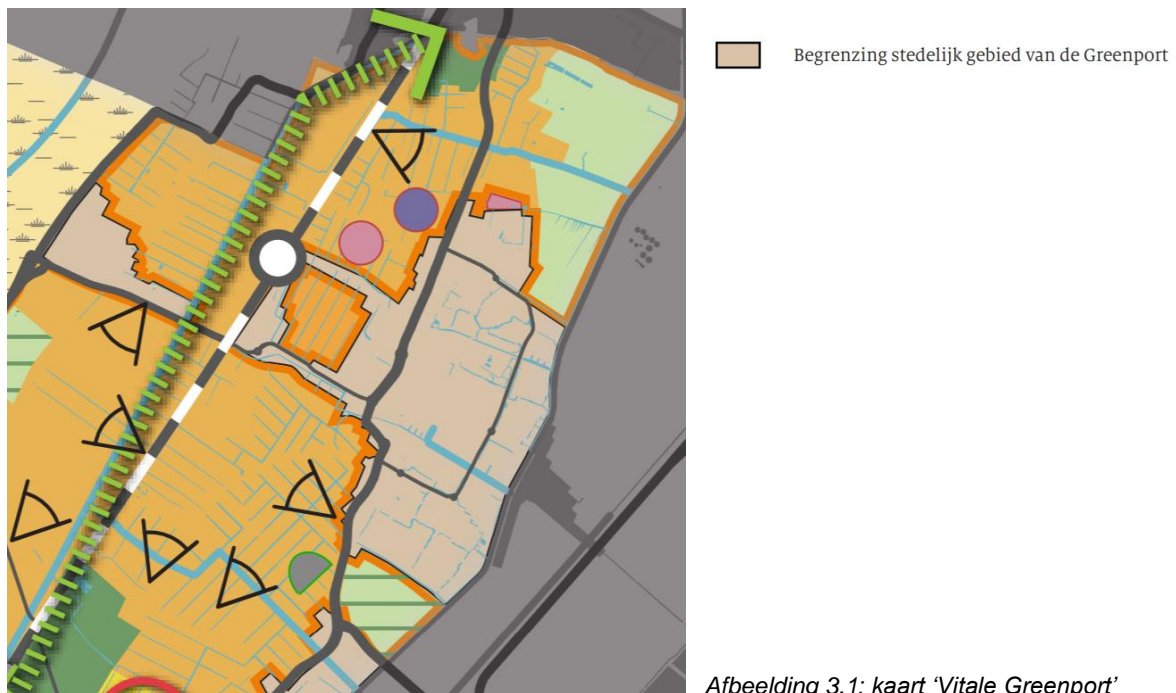 Begrenzing stedelijk gebied van de Greenport
Afbeelding 3.1: kaart ‘Vitale Greenport’